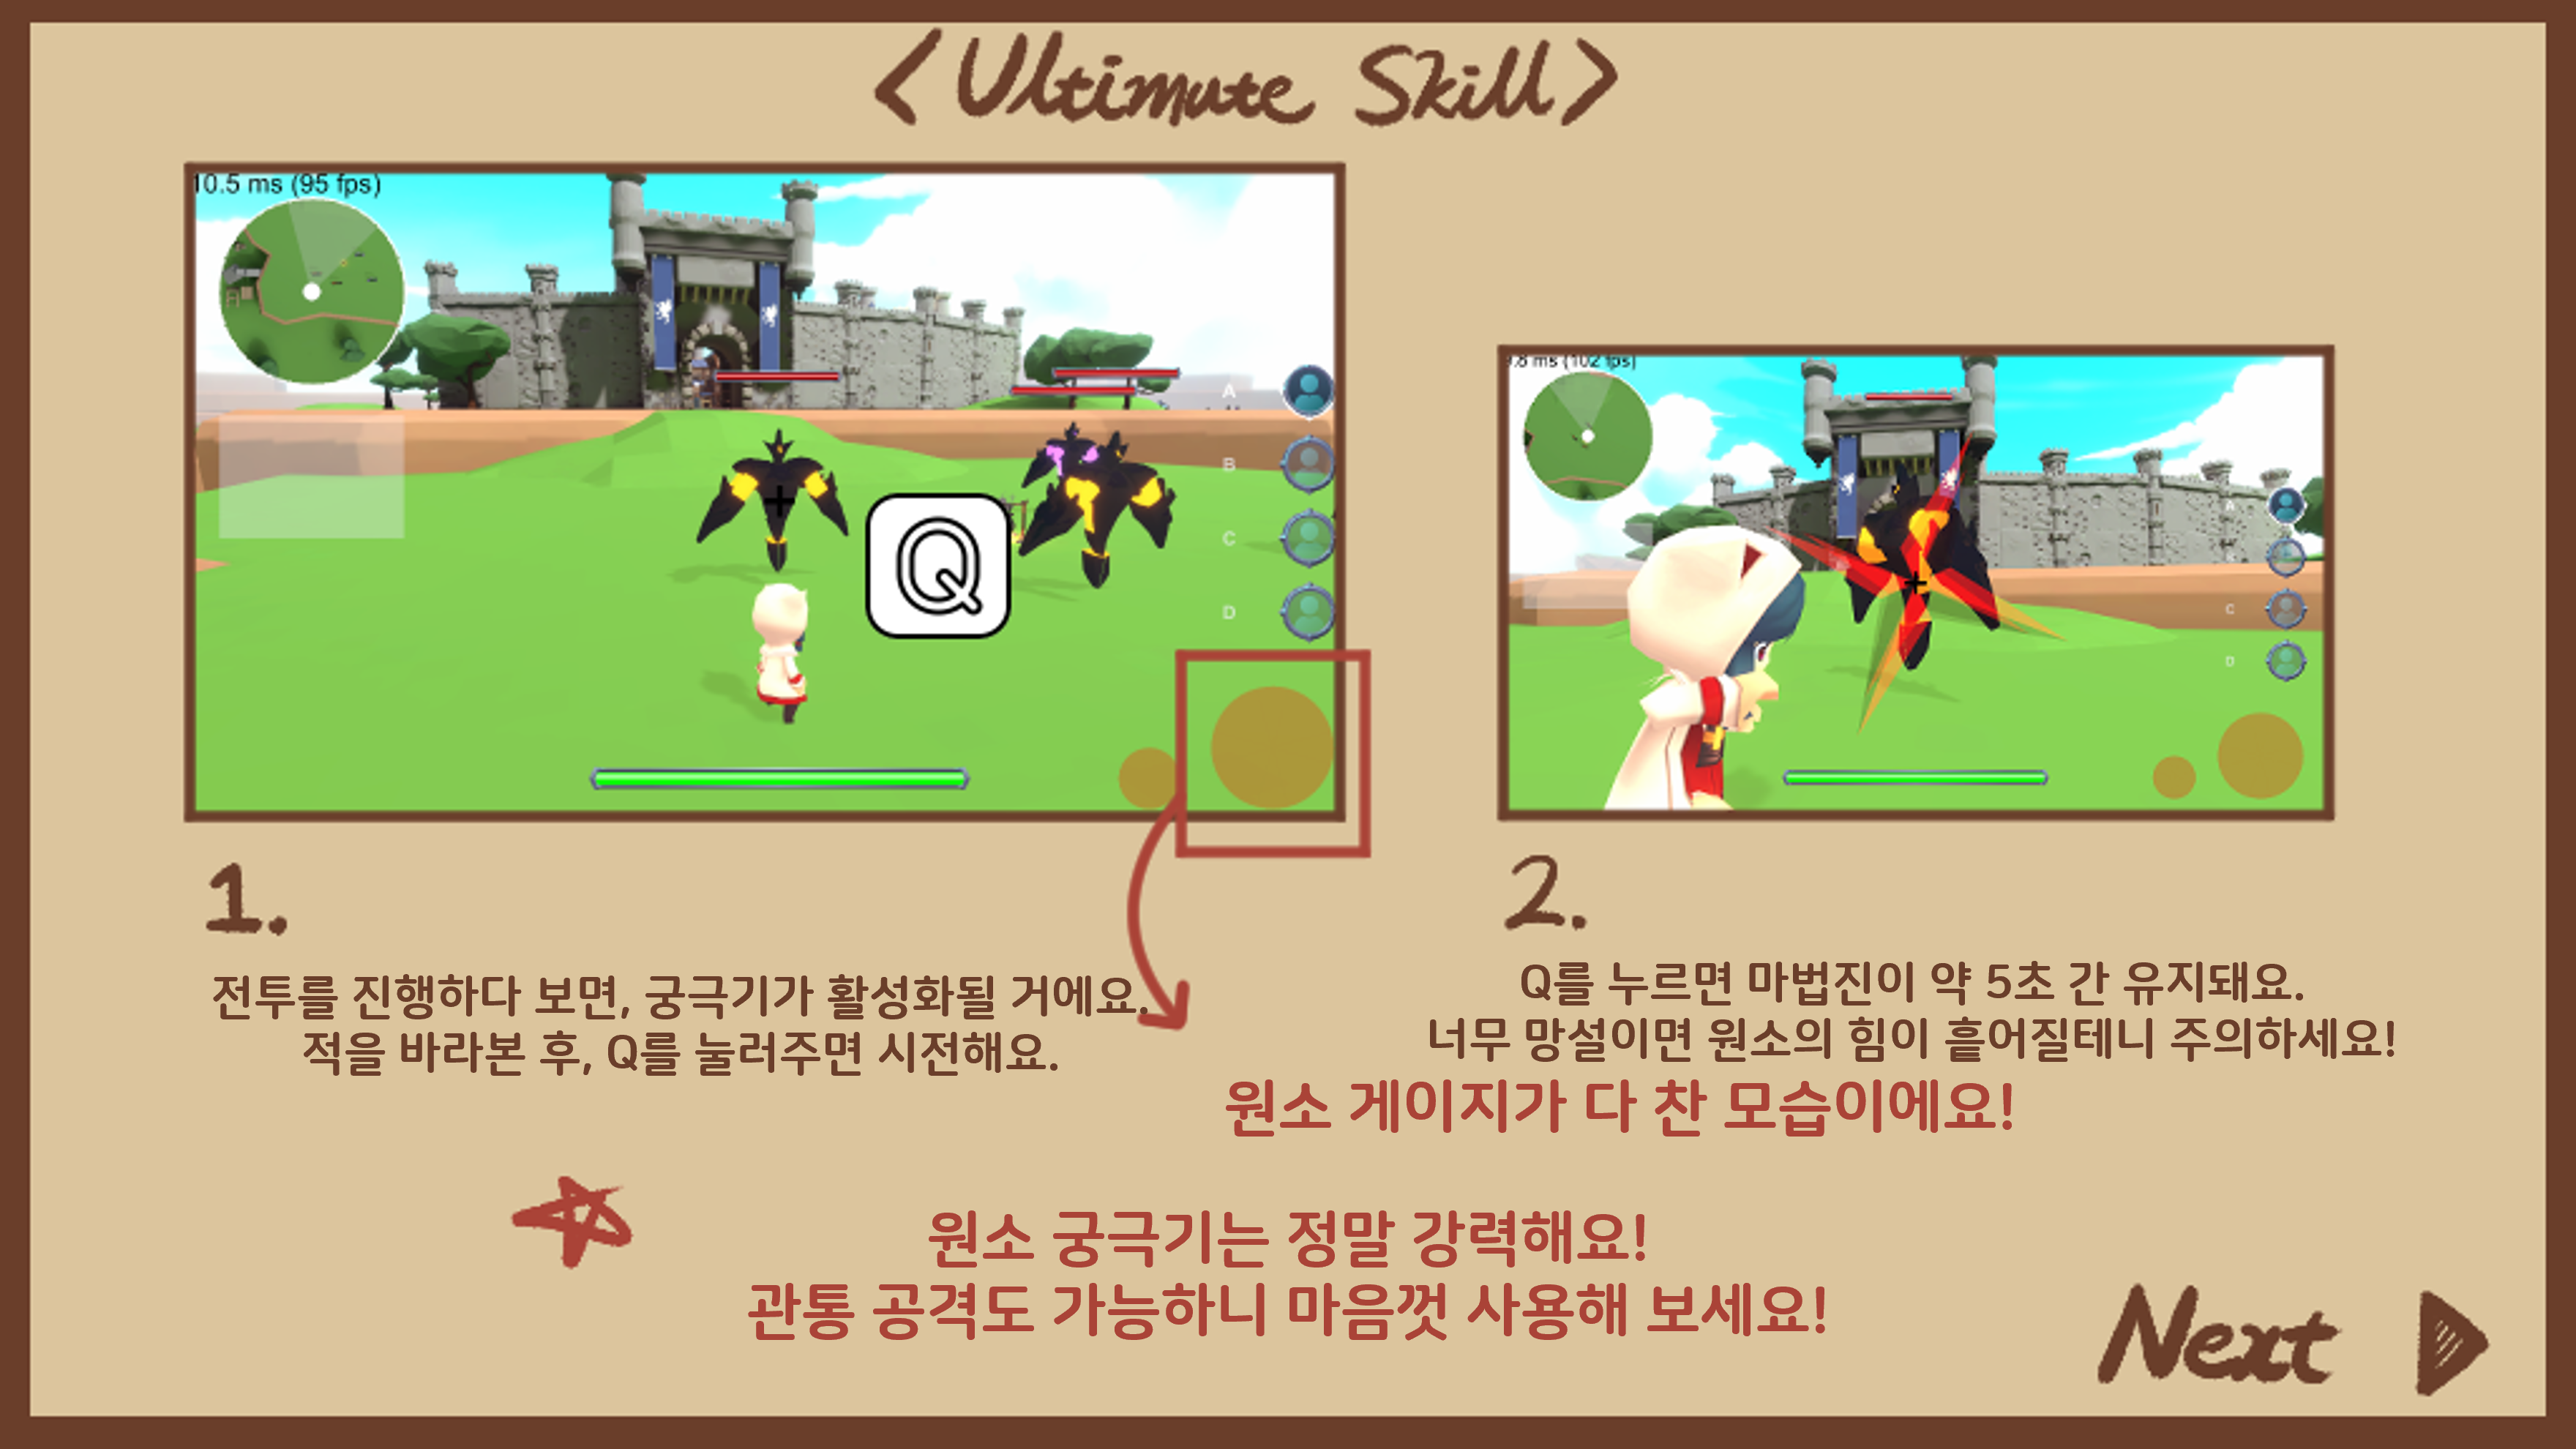 <Ultimate Skill>
10.5 ms (95 fps)
A
B
C
D
Q
9.8 ms (102 fps)
A
C
D
1.
전투를 진행하다 보면, 궁극기가 활성화될 거에요.
적을 바라본 후, Q를 눌러주면 시전해요.
2.
Q를 누르면 마법진이 약 5초 간 유지돼요.
너무 망설이면 원소의 힘이 흩어질테니 주의하세요!
원소 게이지가 다 찬 모습이에요!
원소 궁극기는 정말 강력해요!
관통 공격도 가능하니 마음껏 사용해 보세요!
Next